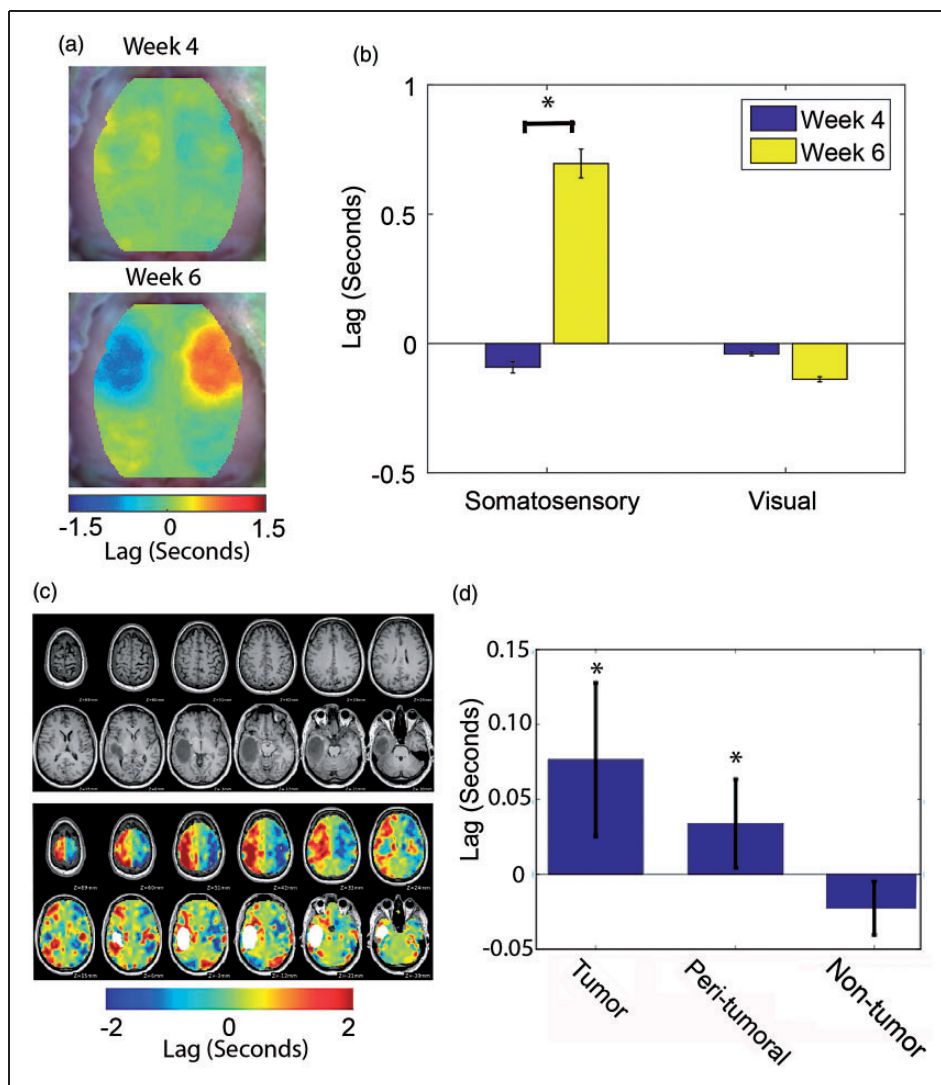 (a)
Week 4
Week 6
-1.5 0 1.5
Lag (Seconds)
(b)
1
0.5
0
-0.5
Lag (Seconds)
*
Week 4
Week 6
Somatosensory Visual
(c)
-2 0 2
Lag (Seconds)
(d)
0.15
0.10
0.05
0
-0.05
Lag (Seconds)
*
*
Tumor
Peri-tumoral
Non-tumor